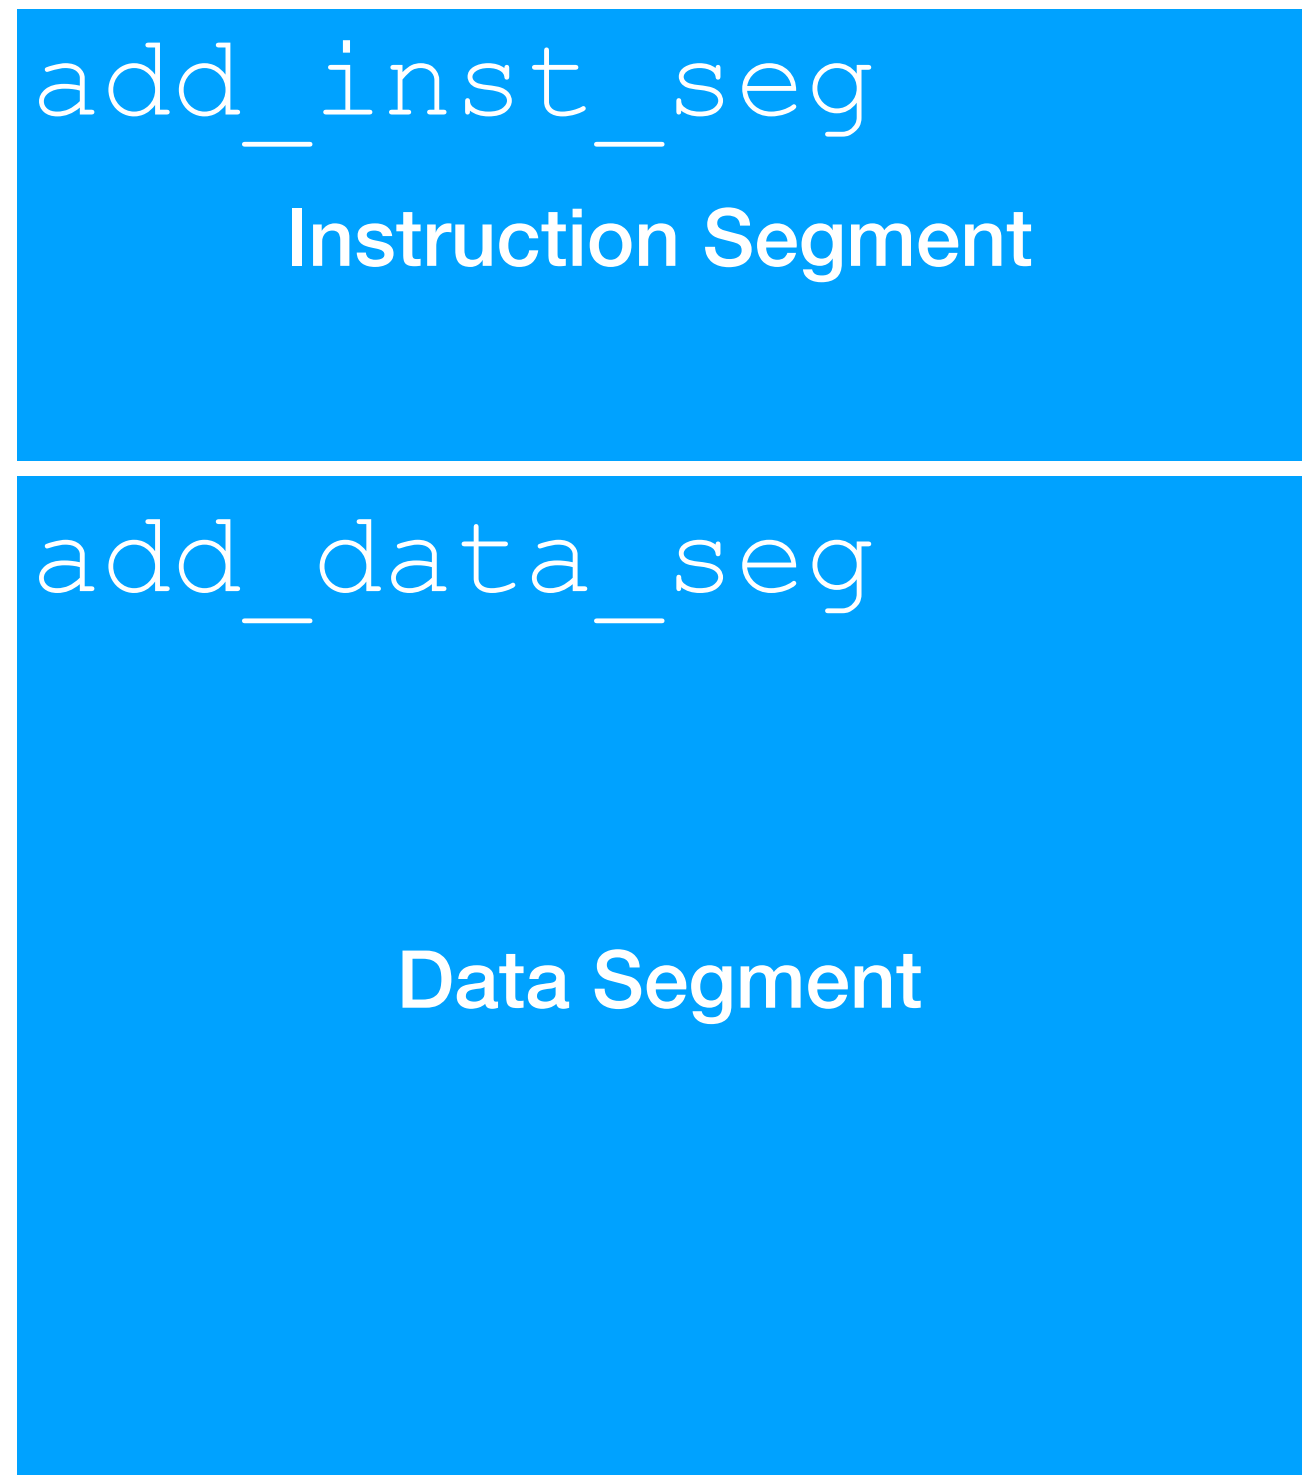 add_inst_seg
Instruction Segment
add_data_seg
Data Segment